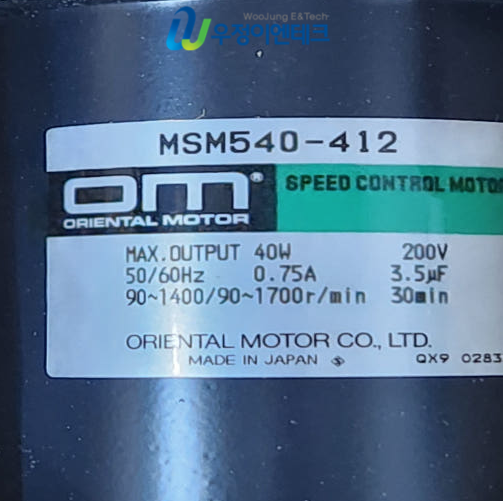 WooJung E&Tech
우정이앤테크
MSM540-412
om®
SPEED CONTROL MOTO
ORIENTAL MOTOR
MAX.OUTPUT 40W 200V
50/60Hz 0.75A 3.5µF
90~1400/90~1700r/min 30min
ORIENTAL MOTOR CO., LTD.
MADE IN JAPAN Ⓢ QX9 0283